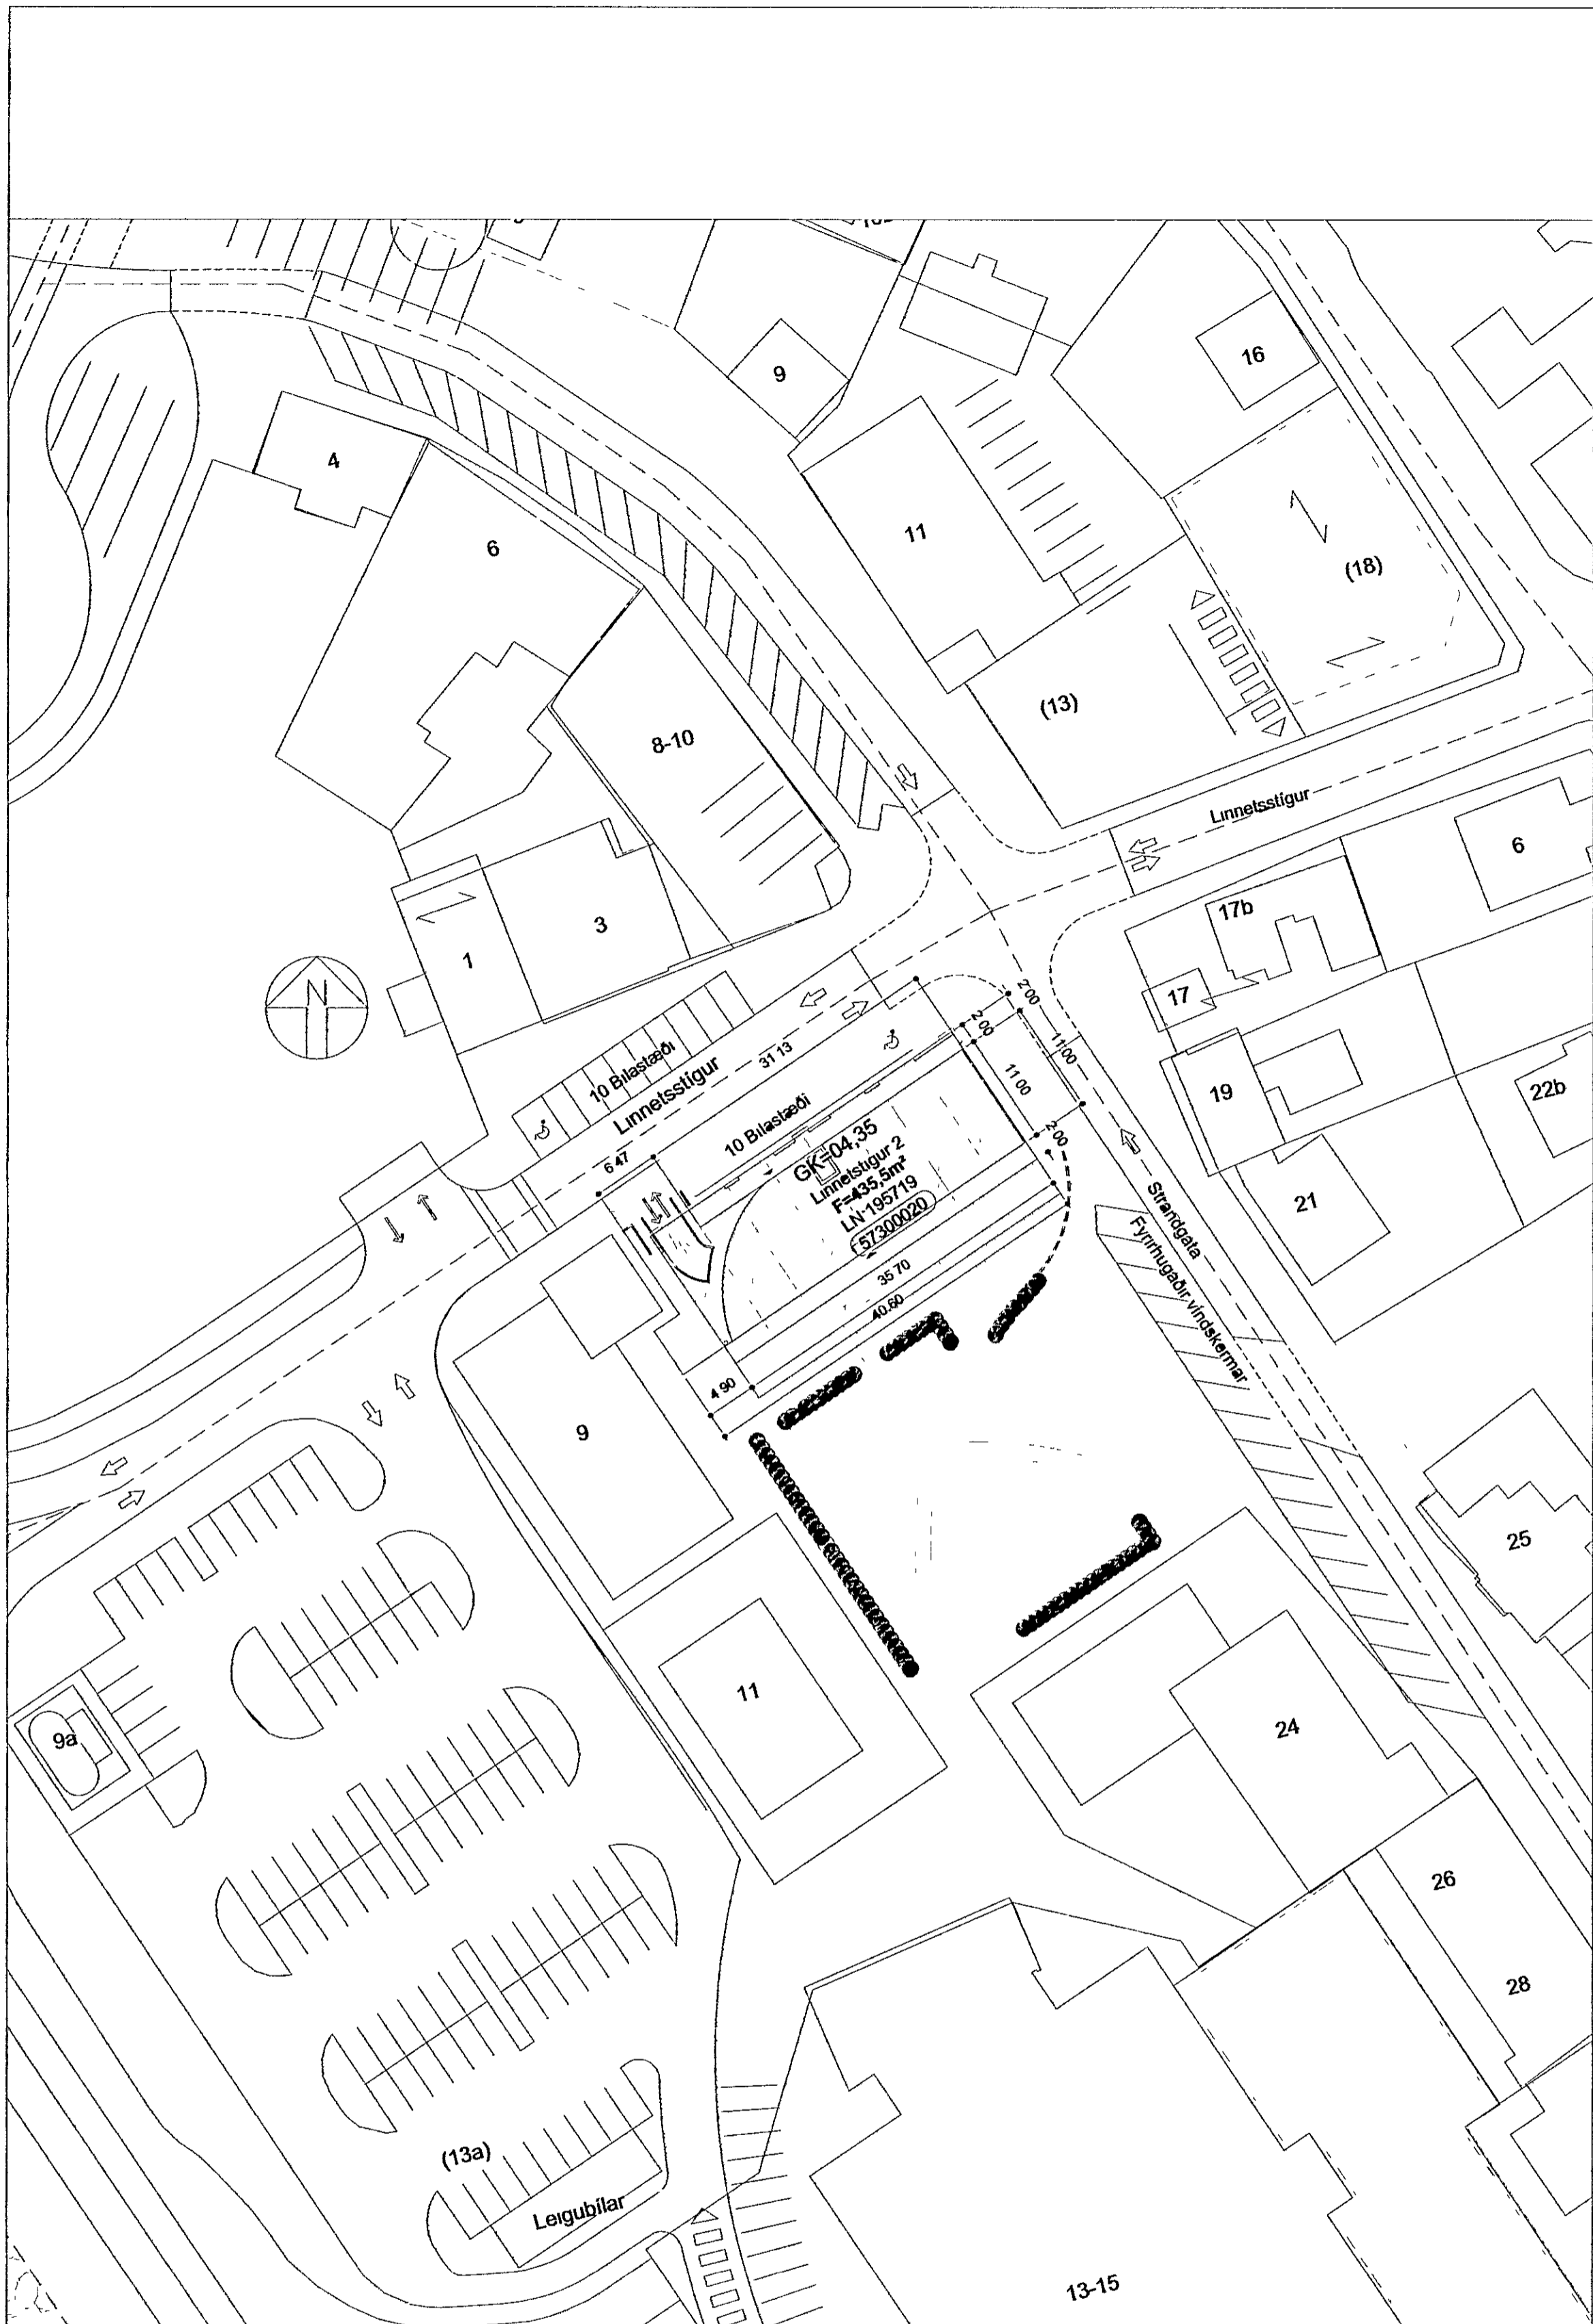 9
16
4
11
6
(18)
(13)
8-10
Linnetsstígur
6
17b
3
1
17
N
2 00
2 00
11 00
10 Bílastæði
31 13
Linnetsstígur
11 00
19
22b
10 Bílastæði
GK=04,35
Linnetstígur 2
F=435,5m²
LN-195719
57300020
2 00
6 47
Strandgata
21
Fyrirhugaðir vindskermar
35 70
40.60
4 90
9
25
11
24
9a
26
28
(13a)
Leigubílar
13-15